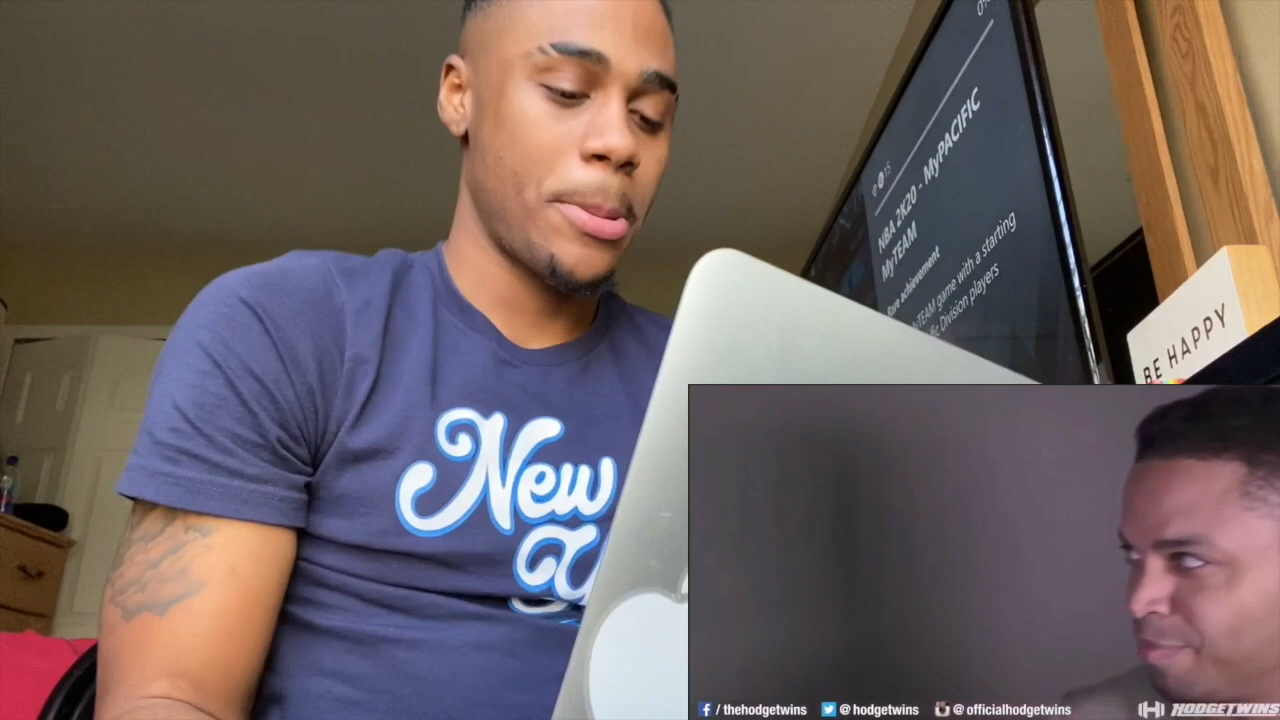 NBA 2K20 - MyPACIFIC
MyTEAM
Rare achievement
MyTEAM game with a starting
Division players
BE HAPPY
New
/thehodgetwins
@hodgetwins
@officialhodgetwins
HODGETWINS